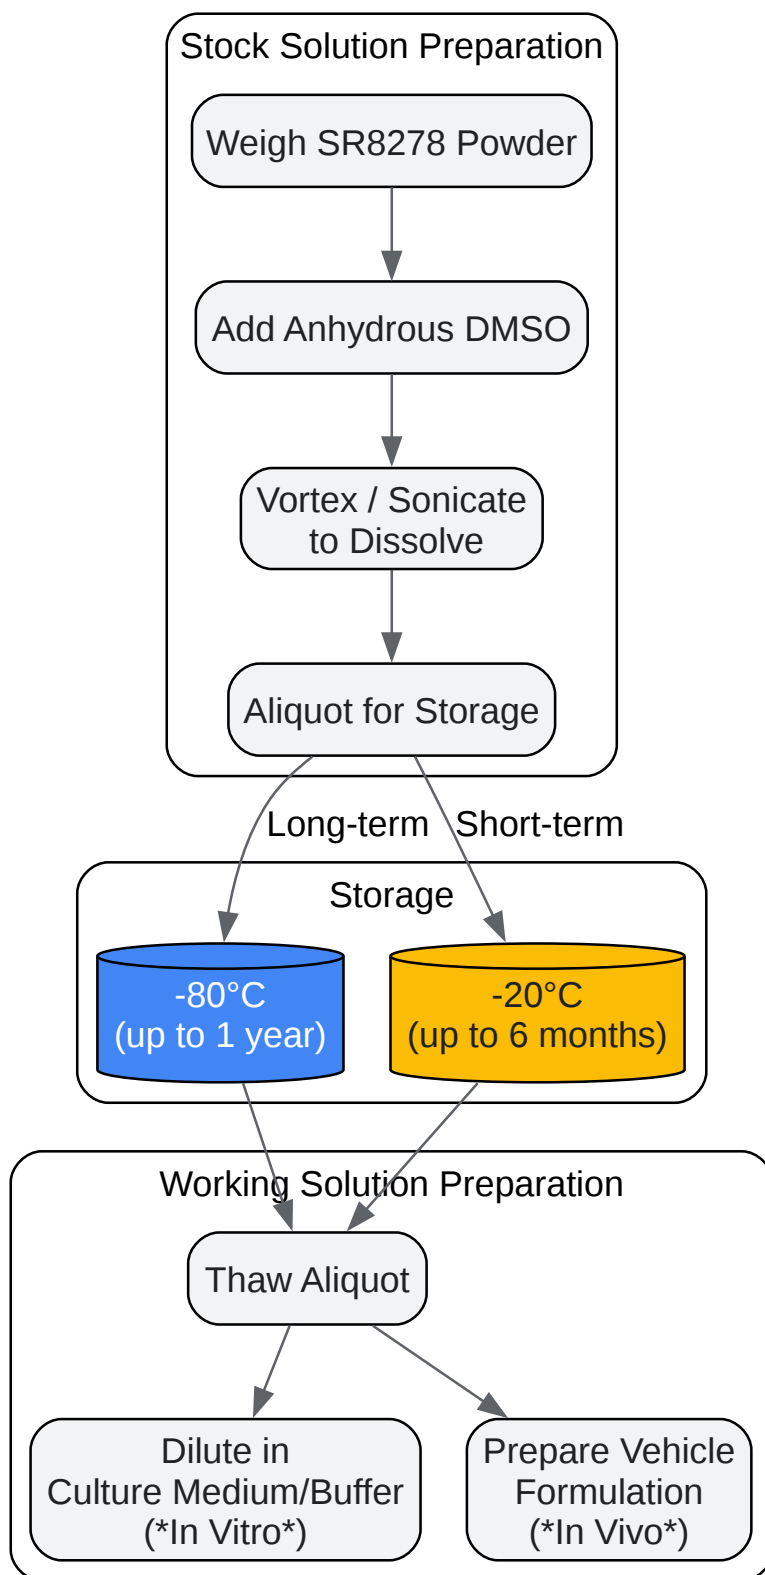 Stock Solution Preparation
Weigh SR8278 Powder
Add Anhydrous DMSO
Vortex / Sonicate
to Dissolve
Aliquot for Storage
Long-term
Short-term
Storage
-80°C
(up to 1 year)
-20°C
(up to 6 months)
Working Solution Preparation
Thaw Aliquot
Dilute in
Culture Medium/Buffer
(*In Vitro*)
Prepare Vehicle
Formulation
(*In Vivo*)